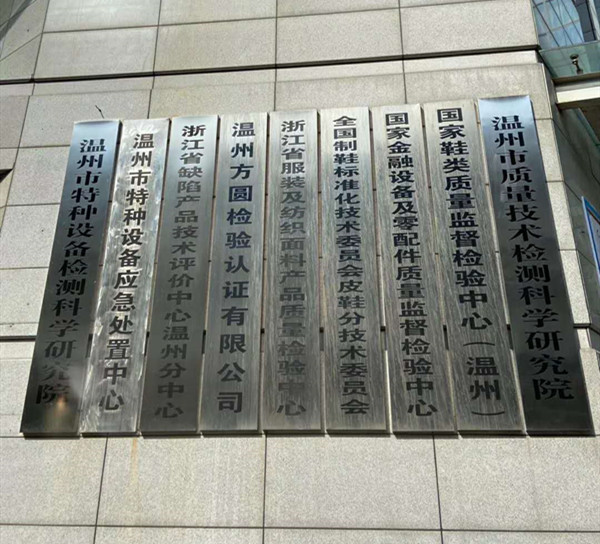 温州市特种设备检测科学研究院
温州市特种设备应急处置中心
浙江省缺陷产品技术评价中心温州分中心
温州方圆检验认证有限公司
浙江省服装及纺织面料产品质量检验中心
全国制鞋标准化技术委员会皮鞋分技术委员会
国家金融设备及零配件质量监督检验中心
国家鞋类质量监督检验中心(温州)
温州市质量技术检测科学研究院